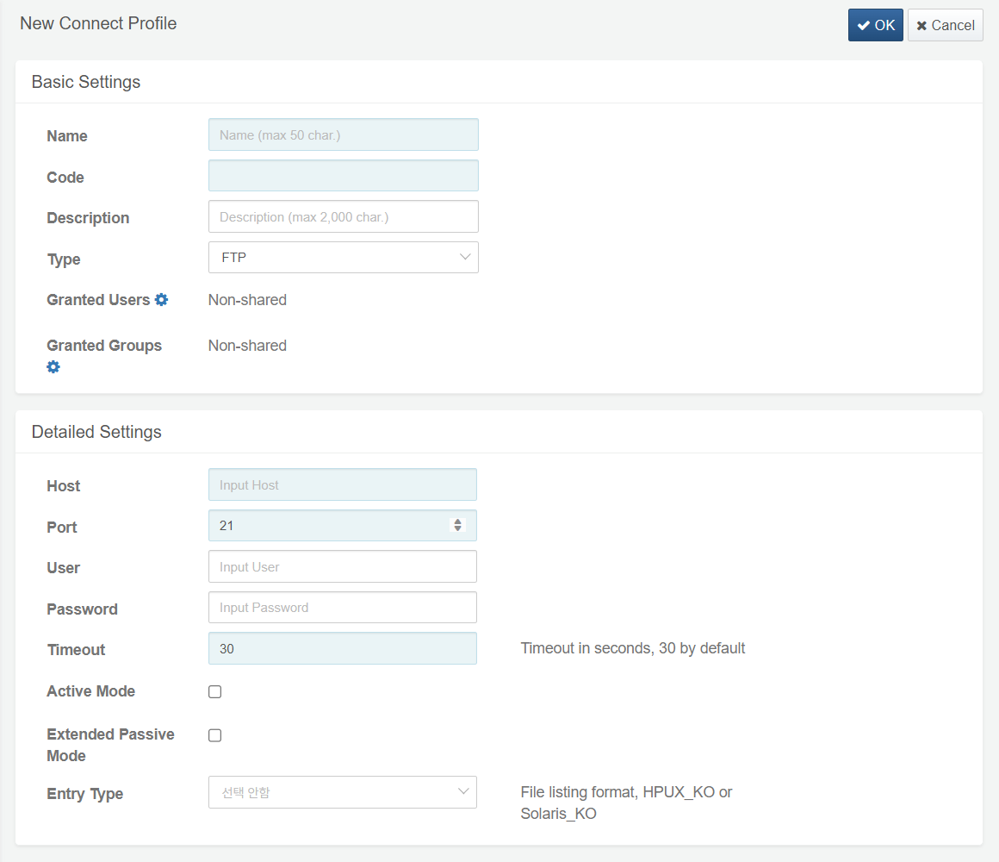 New Connect Profile
OK
Cancel
Basic Settings
Name
Name (max 50 char.)
Code
Description
Description (max 2,000 char.)
Type
FTP
Granted Users
Non-shared
Granted Groups
Non-shared
Detailed Settings
Host
Input Host
Port
21
User
Input User
Password
Input Password
Timeout
30
Timeout in seconds, 30 by default
Active Mode
Extended Passive
Mode
Entry Type
선택 안함
File listing format, HPUX_KO or
Solaris_KO